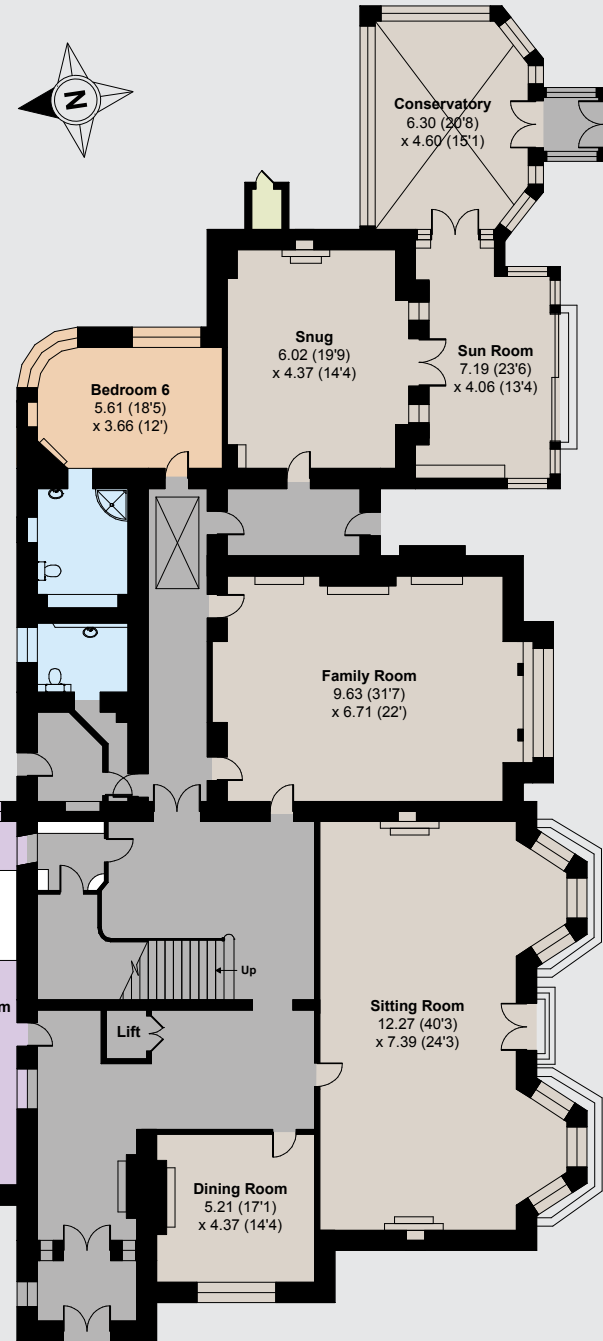 N
Conservatory
6.30 (20'8)
x 4.60 (15'1)
Snug
6.02 (19'9)
x 4.37 (14'4)
Sun Room
7.19 (23'6)
x 4.06 (13'4)
Bedroom 6
5.61 (18'5)
x 3.66 (12')
Family Room
9.63 (31'7)
x 6.71 (22')
Up
m
Sitting Room
12.27 (40'3)
x 7.39 (24'3)
Lift
Dining Room
5.21 (17'1)
x 4.37 (14'4)